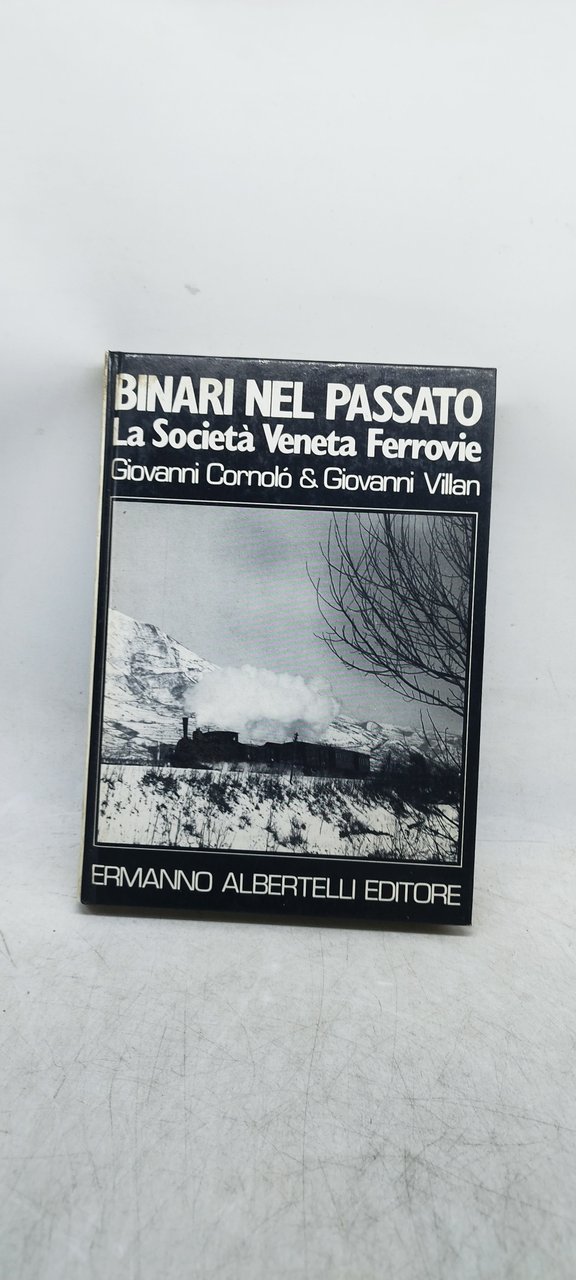 BINARI NEL PASSATO
La Società Veneta Ferrovie
Giovanni Cornoló & Giovanni Villan
ERMANNO ALBERTELLI EDITORE